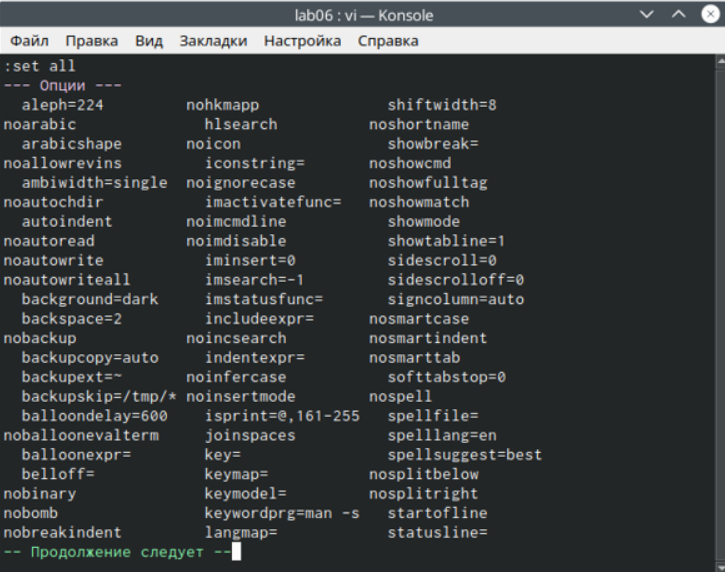 lab06 : vi — Konsole
Файл Правка Вид Закладки Настройка Справка
:set all
--- Опции ---
  aleph=224         nohkmapp              shiftwidth=8
noarabic              hlsearch          noshortname
  arabicshape       noicon                showbreak=
noallowrevins         iconstring=       noshowcmd
  ambiwidth=single  noignorecase        noshowfulltag
noautochdir           imactivatefunc=   noshowmatch
  autoindent        noimcmdline           showmode
noautoread          noimdisable           showtabline=1
noautowrite           iminsert=0          sidescroll=0
noautowriteall        imsearch=-1         sidescrolloff=0
  background=dark     imstatusfunc=       signcolumn=auto
  backspace=2         includeexpr=      nosmartcase
nobackup            noincsearch         nosmartindent
  backupcopy=auto     indentexpr=       nosmarttab
  backupext=~       noinfercase           softtabstop=0
  backupskip=/tmp/* noinsertmode        nospell
  balloondelay=600    isprint=@,161-255   spellfile=
noballoonevalterm     joinspaces          spelllang=en
  balloonexpr=        key=                spellsuggest=best
  belloff=            keymap=           nosplitbelow
nobinary              keymodel=         nosplitright
nobomb                keywordprg=man -s   startofline
nobreakindent         langmap=            statusline=
-- Продолжение следует --